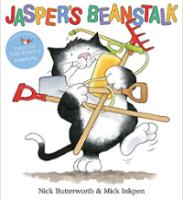 JASPER'S BEANSTALK
Nick Butterworth & Mick Inkpen